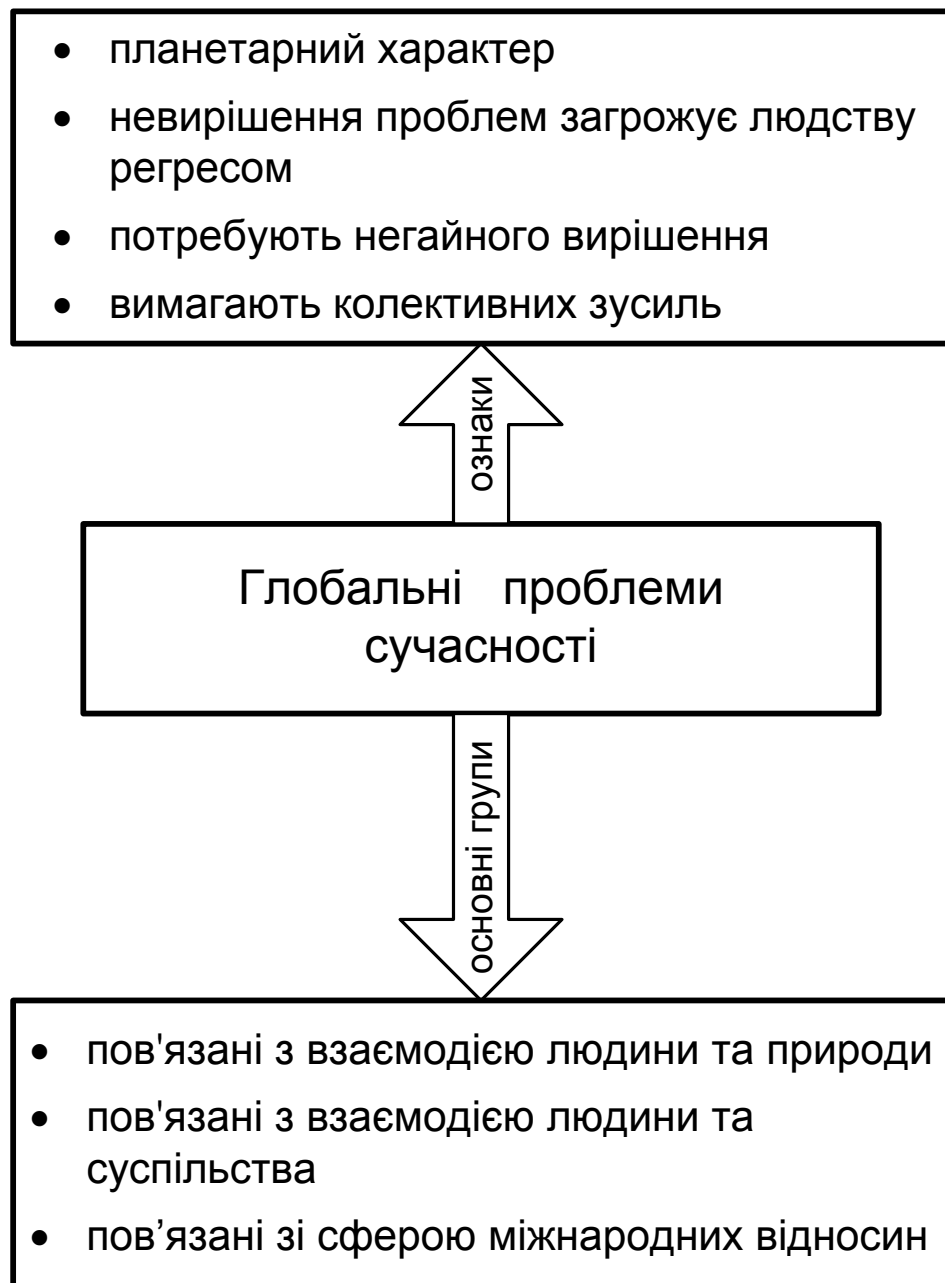 • планетарний характер
• невирішення проблем загрожує людству
регресом
• потребують негайного вирішення
• вимагають колективних зусиль
ознаки
Глобальні проблеми
сучасності
основні групи
• пов'язані з взаємодією людини та природи
• пов'язані з взаємодією людини та
суспільства
• пов’язані зі сферою міжнародних відносин